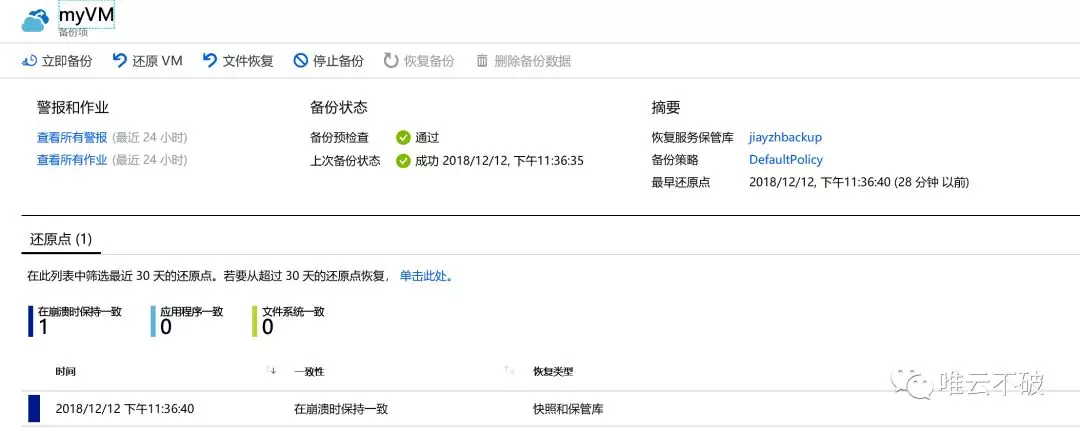 myVM
备份项
立即备份 还原 VM 文件恢复 停止备份 恢复备份 删除备份数据
警报和作业 备份状态 摘要
查看所有警报 (最近 24 小时) 备份预检查 通过 恢复服务保管库 jiayzhbackup
查看所有作业 (最近 24 小时) 上次备份状态 成功 2018/12/12, 下午11:36:35 备份策略 DefaultPolicy
最早还原点 2018/12/12, 下午11:36:40 (28 分钟 以前)
还原点 (1)
在此列表中筛选最近 30 天的还原点。若要从超过 30 天的还原点恢复，单击此处。
在崩溃时保持一致 应用程序一致 文件系统一致
1 0 0
时间 一致性 恢复类型
2018/12/12 下午11:36:40 在崩溃时保持一致 快照和保管库
唯云不破